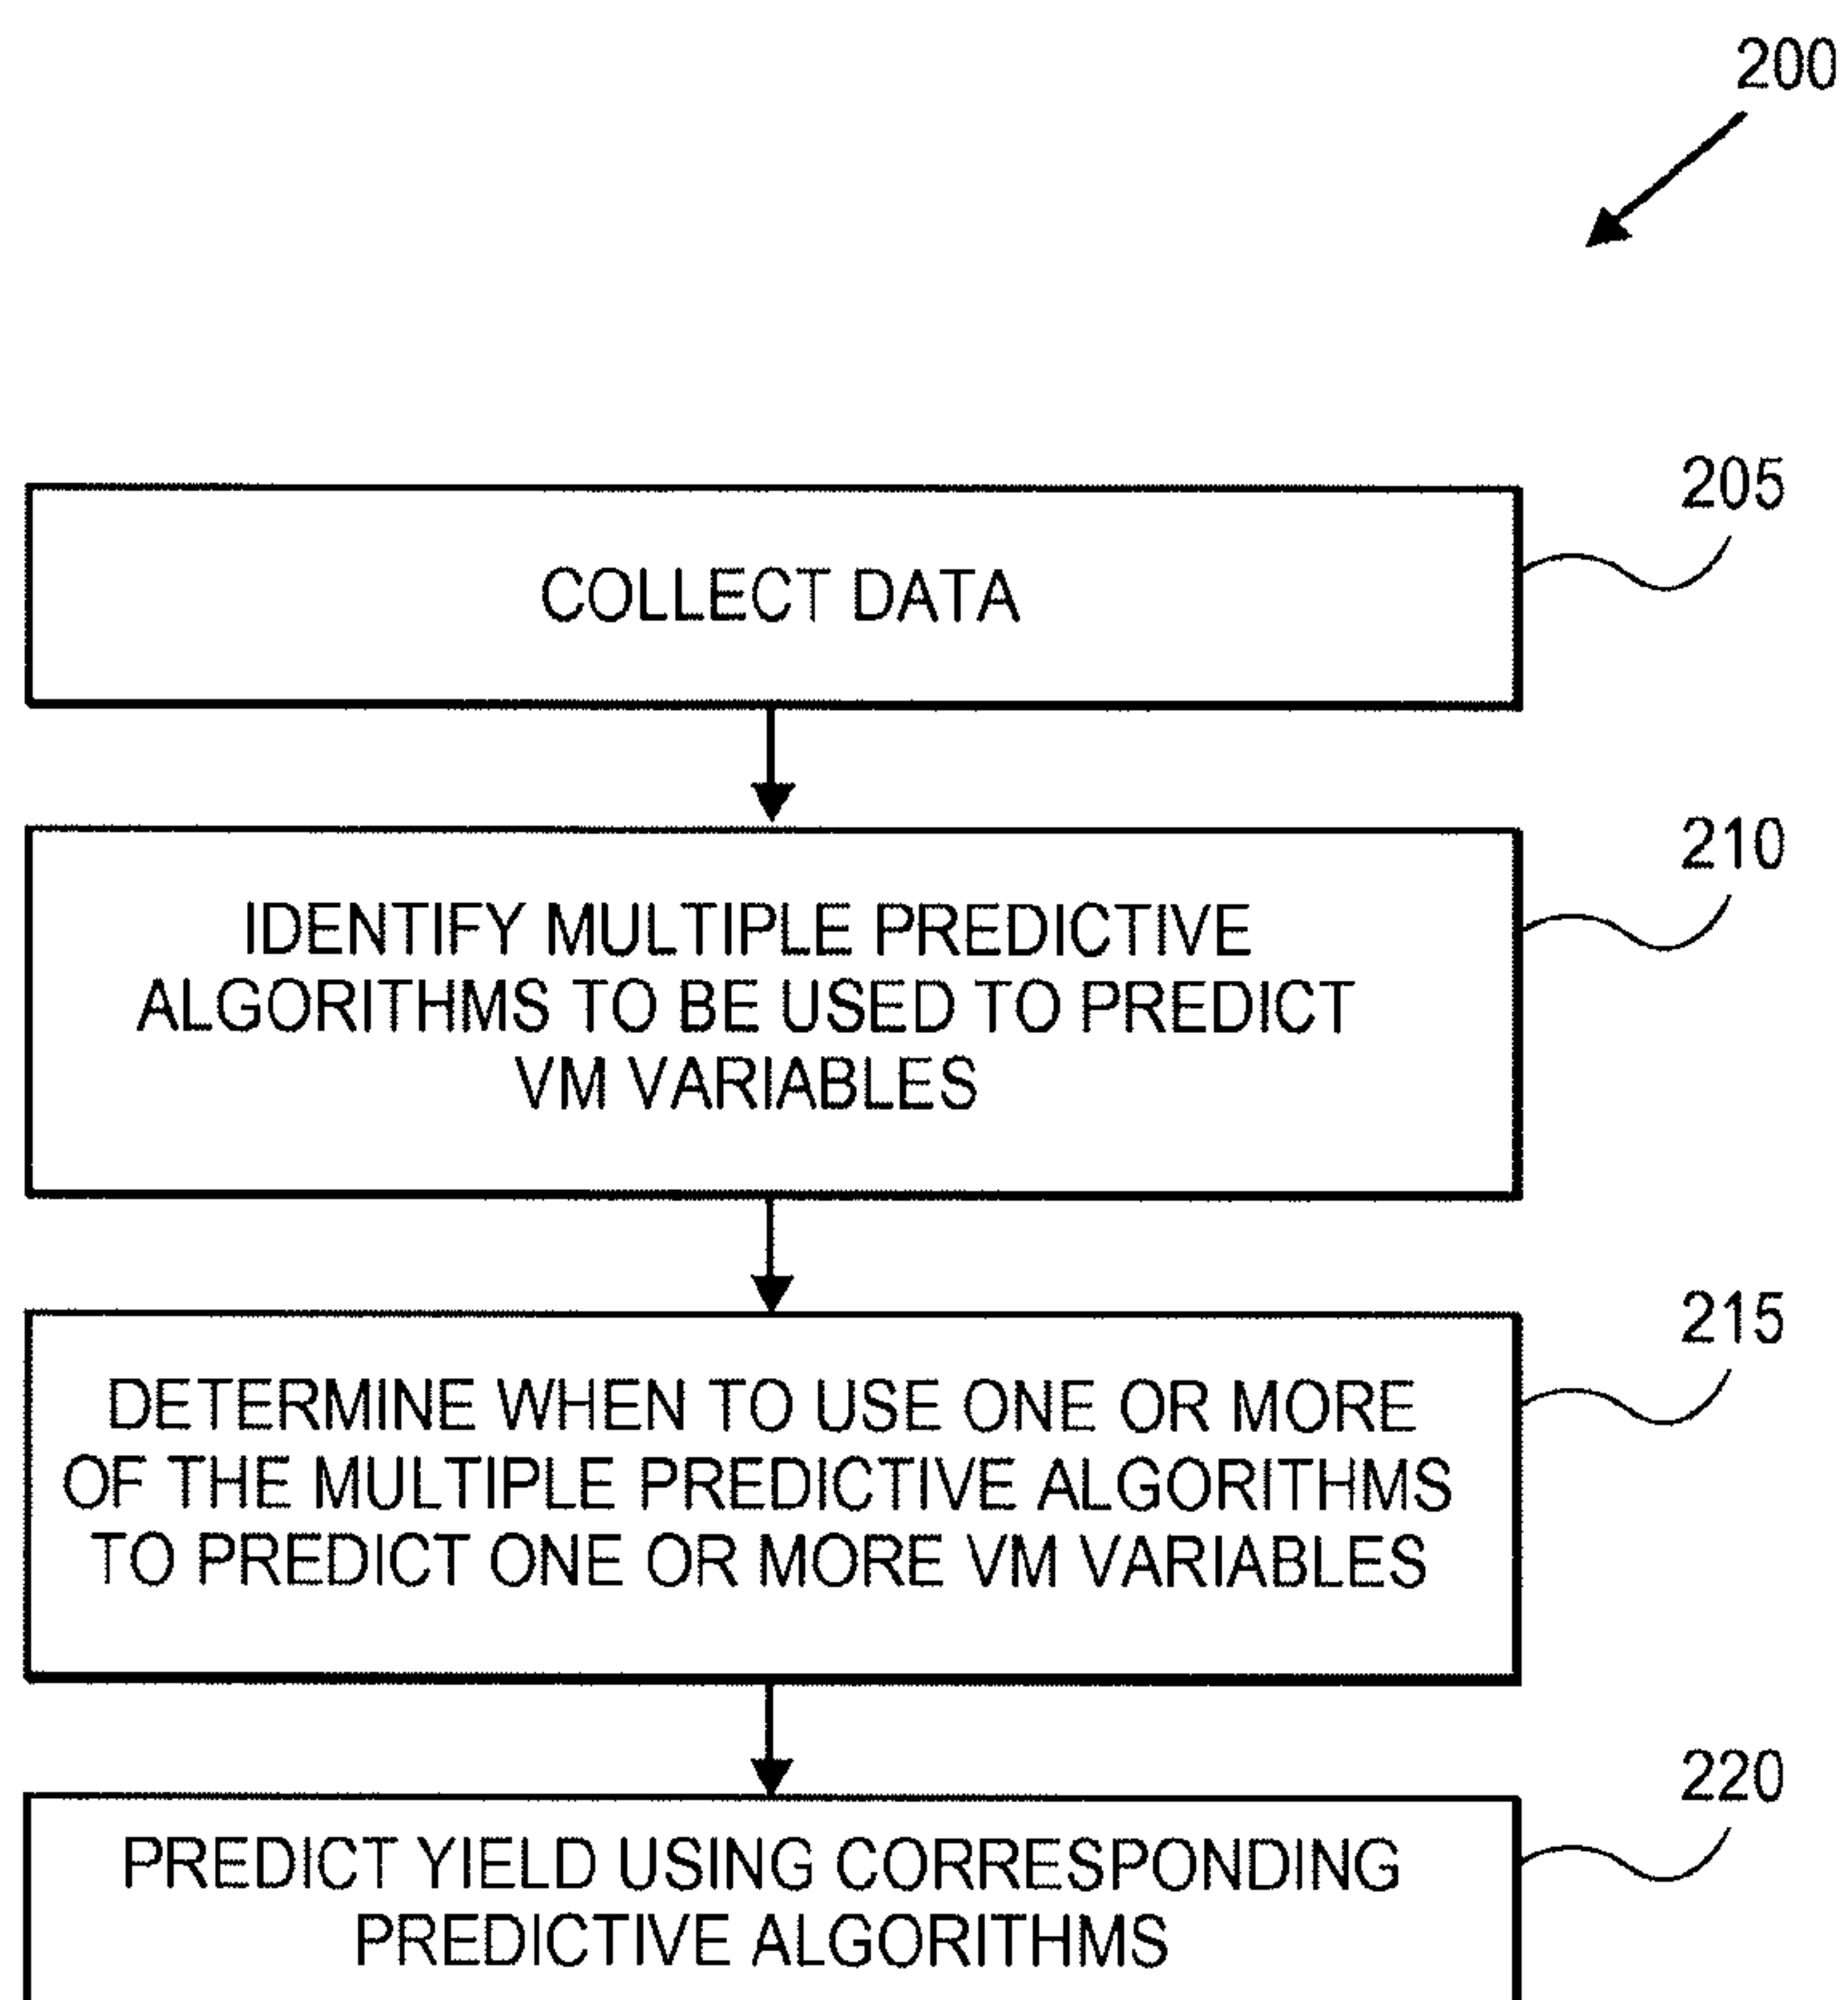 200
205
COLLECT DATA
210
IDENTIFY MULTIPLE PREDICTIVE
ALGORITHMS TO BE USED TO PREDICT
VM VARIABLES
215
DETERMINE WHEN TO USE ONE OR MORE
OF THE MULTIPLE PREDICTIVE ALGORITHMS
TO PREDICT ONE OR MORE VM VARIABLES
220
PREDICT YIELD USING CORRESPONDING
PREDICTIVE ALGORITHMS